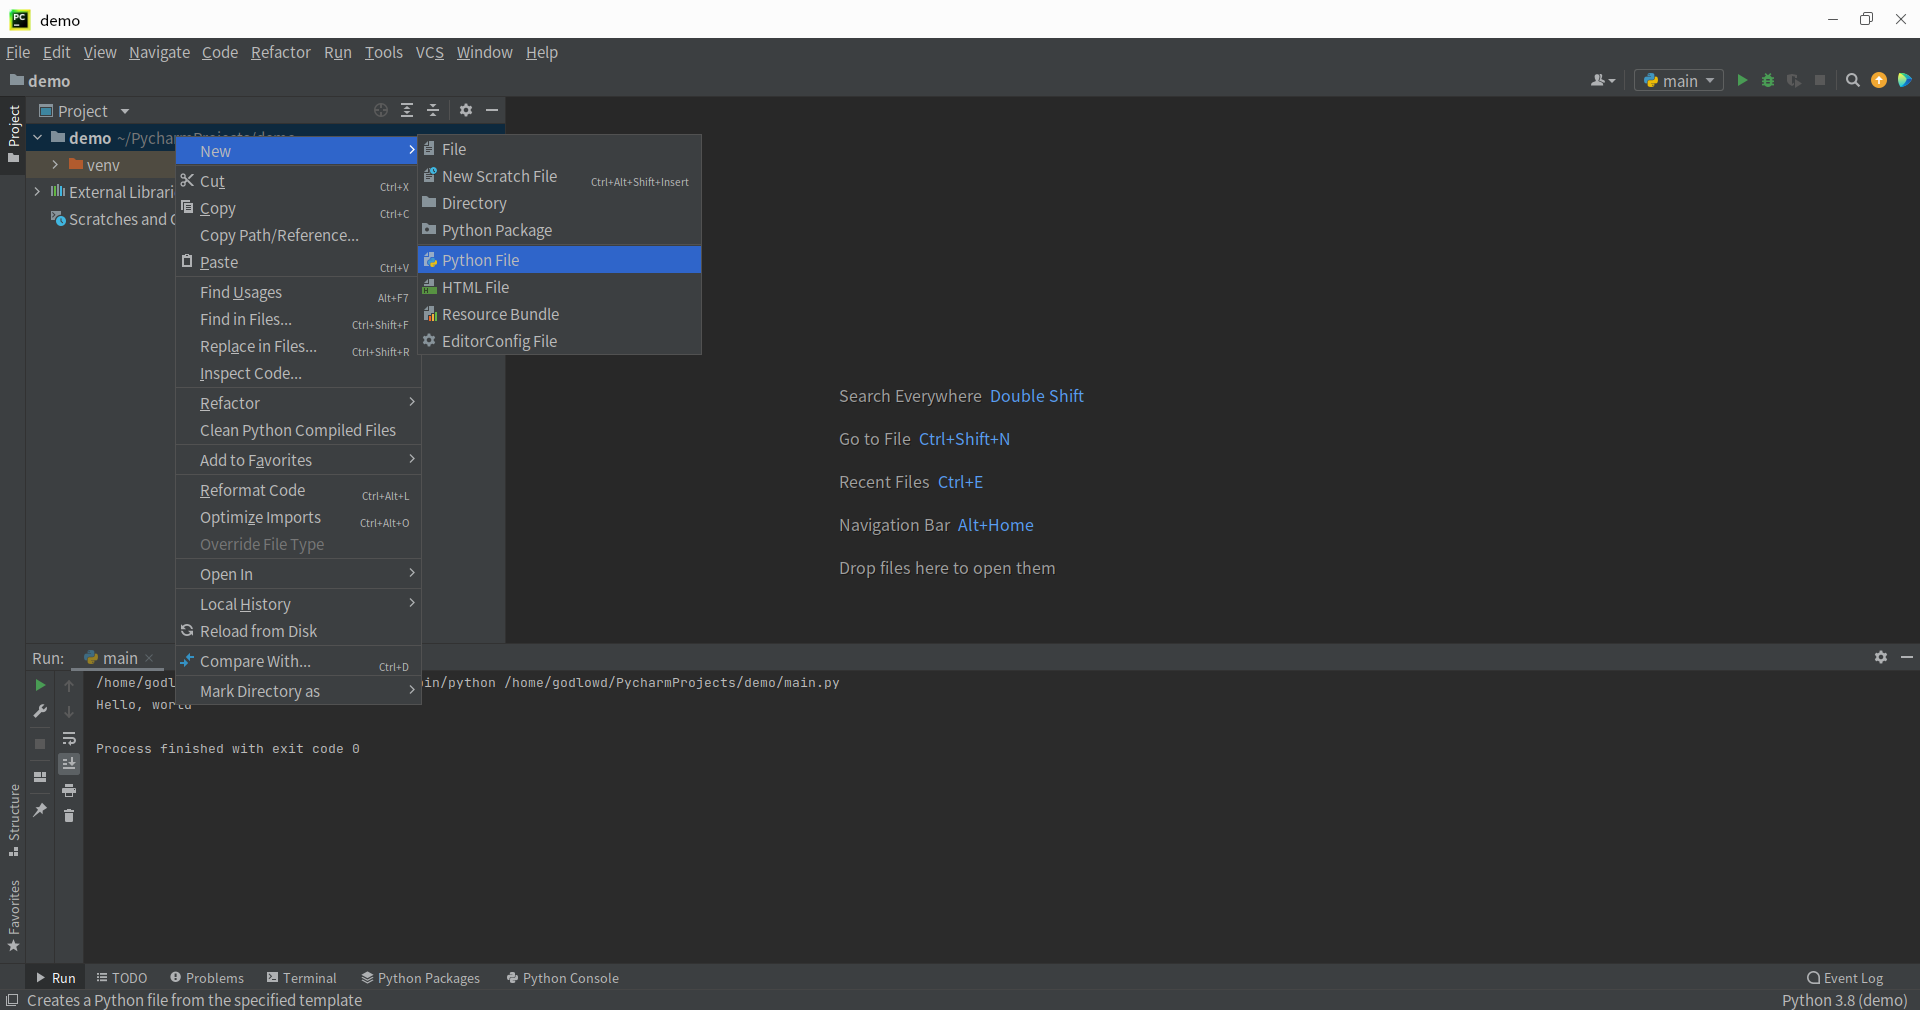 PC demo
File Edit View Navigate Code Refactor Run Tools VCS Window Help
demo
main
Project
Project
demo ~/Pychar
venv
External Librari
Scratches and
New
Cut Ctrl+X
Copy Ctrl+C
Copy Path/Reference...
Paste Ctrl+V
Find Usages Alt+F7
Find in Files... Ctrl+Shift+F
Replace in Files... Ctrl+Shift+R
Inspect Code...
Refactor
Clean Python Compiled Files
Add to Favorites
Reformat Code Ctrl+Alt+L
Optimize Imports Ctrl+Alt+O
Override File Type
Open In
Local History
Reload from Disk
Compare With... Ctrl+D
Mark Directory as
File
New Scratch File Ctrl+Alt+Shift+Insert
Directory
Python Package
Python File
HTML File
Resource Bundle
EditorConfig File
Search Everywhere Double Shift
Go to File Ctrl+Shift+N
Recent Files Ctrl+E
Navigation Bar Alt+Home
Drop files here to open them
Run: main
/home/godl in/python /home/godlowd/PycharmProjects/demo/main.py
Hello, world
Process finished with exit code 0
Structure
Favorites
Run TODO Problems Terminal Python Packages Python Console Event Log
Creates a Python file from the specified template Python 3.8 (demo)